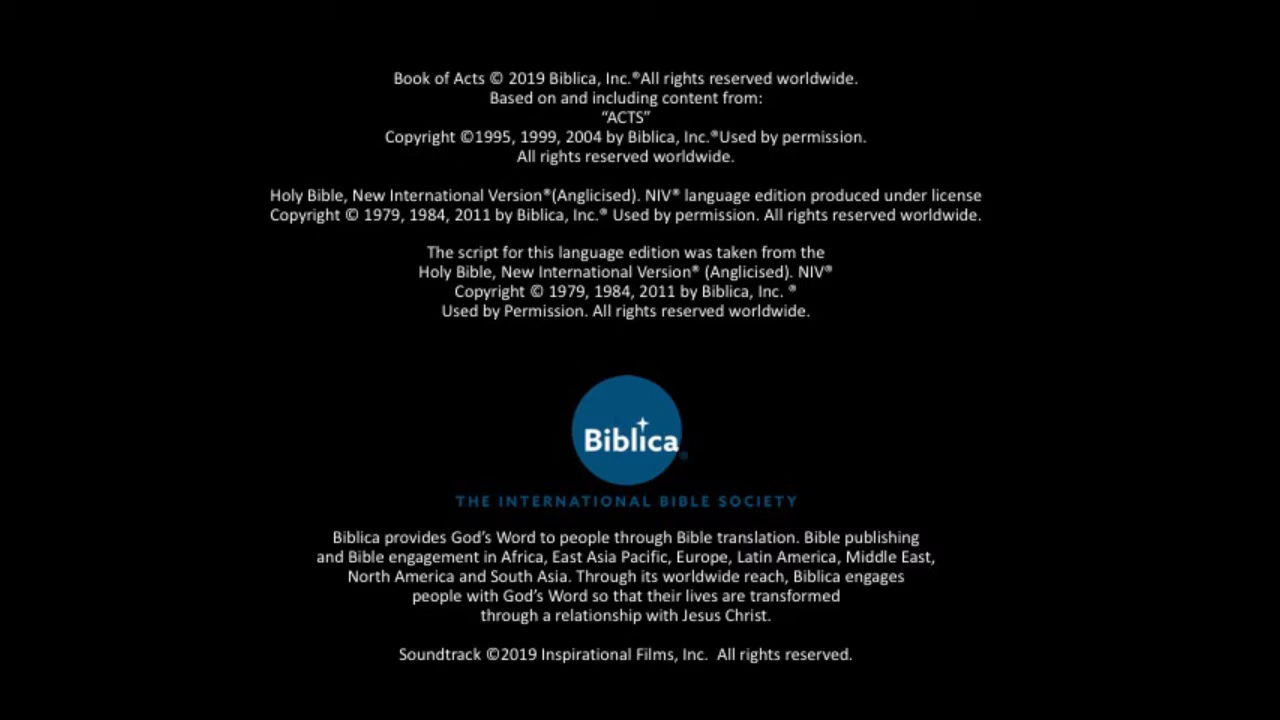 Book of Acts © 2019 Biblica, Inc.®All rights reserved worldwide.
Based on and including content from:
“ACTS”
Copyright ©1995, 1999, 2004 by Biblica, Inc.®Used by permission.
All rights reserved worldwide.
Holy Bible, New International Version®(Anglicised). NIV® language edition produced under license
Copyright © 1979, 1984, 2011 by Biblica, Inc.® Used by permission. All rights reserved worldwide.
The script for this language edition was taken from the
Holy Bible, New International Version® (Anglicised). NIV®
Copyright © 1979, 1984, 2011 by Biblica, Inc. ®
Used by Permission. All rights reserved worldwide.
Biblica®
THE INTERNATIONAL BIBLE SOCIETY
Biblica provides God’s Word to people through Bible translation. Bible publishing
and Bible engagement in Africa, East Asia Pacific, Europe, Latin America, Middle East,
North America and South Asia. Through its worldwide reach, Biblica engages
people with God’s Word so that their lives are transformed
through a relationship with Jesus Christ.
Soundtrack ©2019 Inspirational Films, Inc.  All rights reserved.